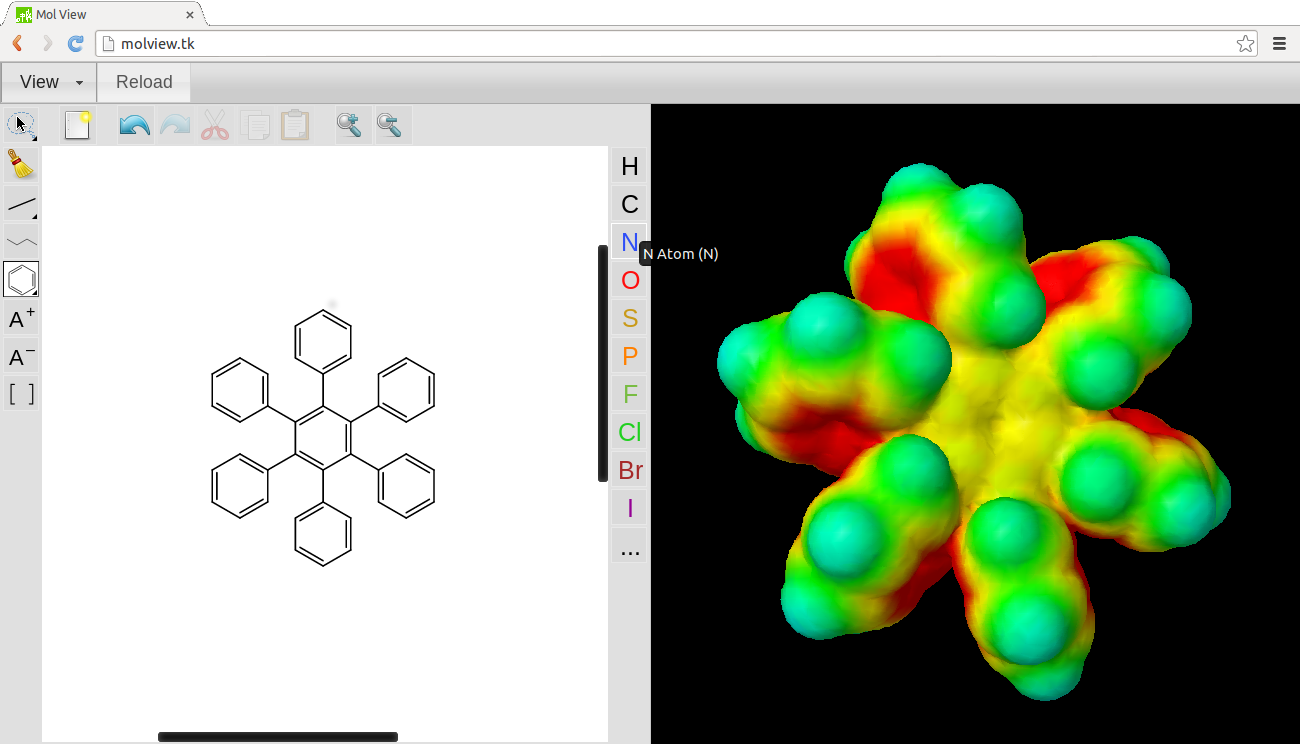 Mol View
molview.tk
View
Reload
H
C
N
N Atom (N)
O
S
P
F
Cl
Br
I
...
A+
A−
[ ]